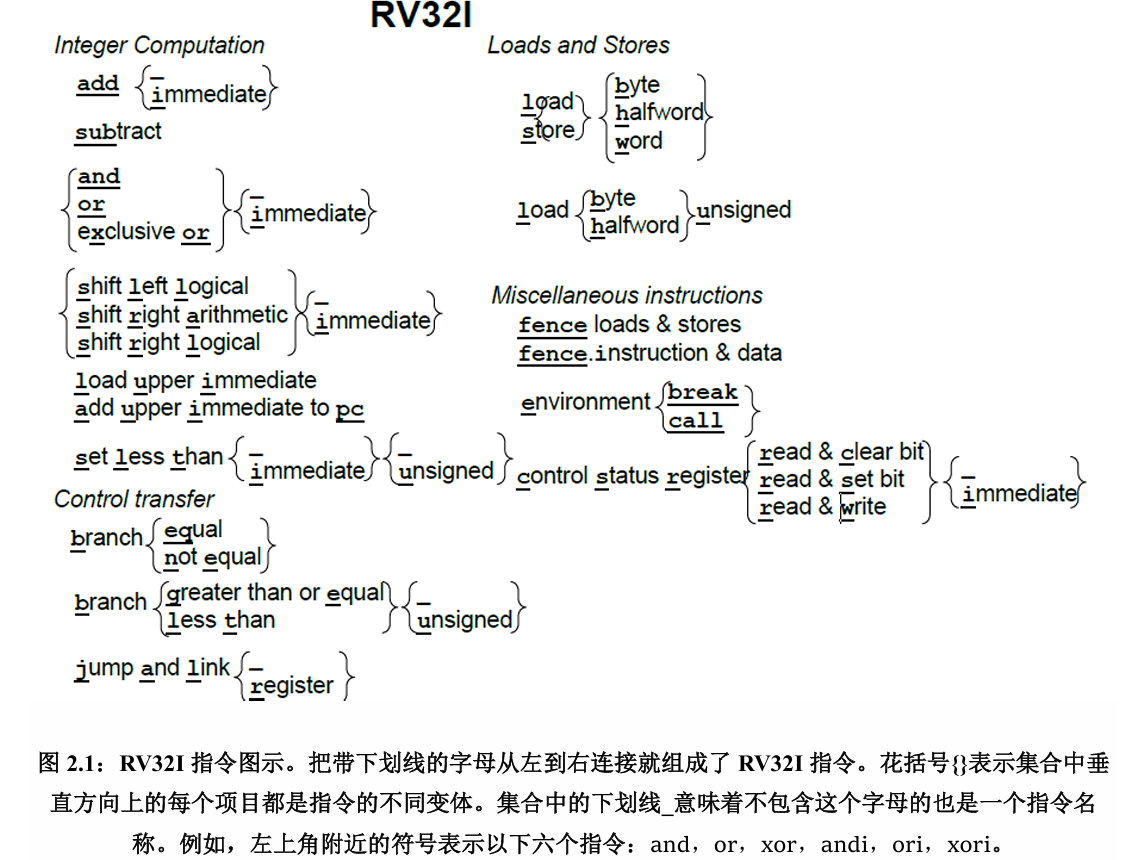 RV32I
Integer Computation
add { _ immediate }
subtract
{ and
or
exclusive or } { _ immediate }
{ shift left logical
shift right arithmetic
shift right logical } { _ immediate }
load upper immediate
add upper immediate to pc
set less than { _ immediate } { _ unsigned }
Control transfer
branch { equal
not equal }
branch { greater than or equal
less than } { _ unsigned }
jump and link { _ register }
Loads and Stores
{ load
store } { byte
halfword
word }
load { byte
halfword } unsigned
Miscellaneous instructions
fence loads & stores
fence.instruction & data
environment { break
call }
control status register { read & clear bit
read & set bit
read & write } { _ immediate }
图 2.1：RV32I 指令图示。把带下划线的字母从左到右连接就组成了 RV32I 指令。花括号{}表示集合中垂
直方向上的每个项目都是指令的不同变体。集合中的下划线_意味着不包含这个字母的也是一个指令名
称。例如，左上角附近的符号表示以下六个指令：and，or，xor，andi，ori，xori。